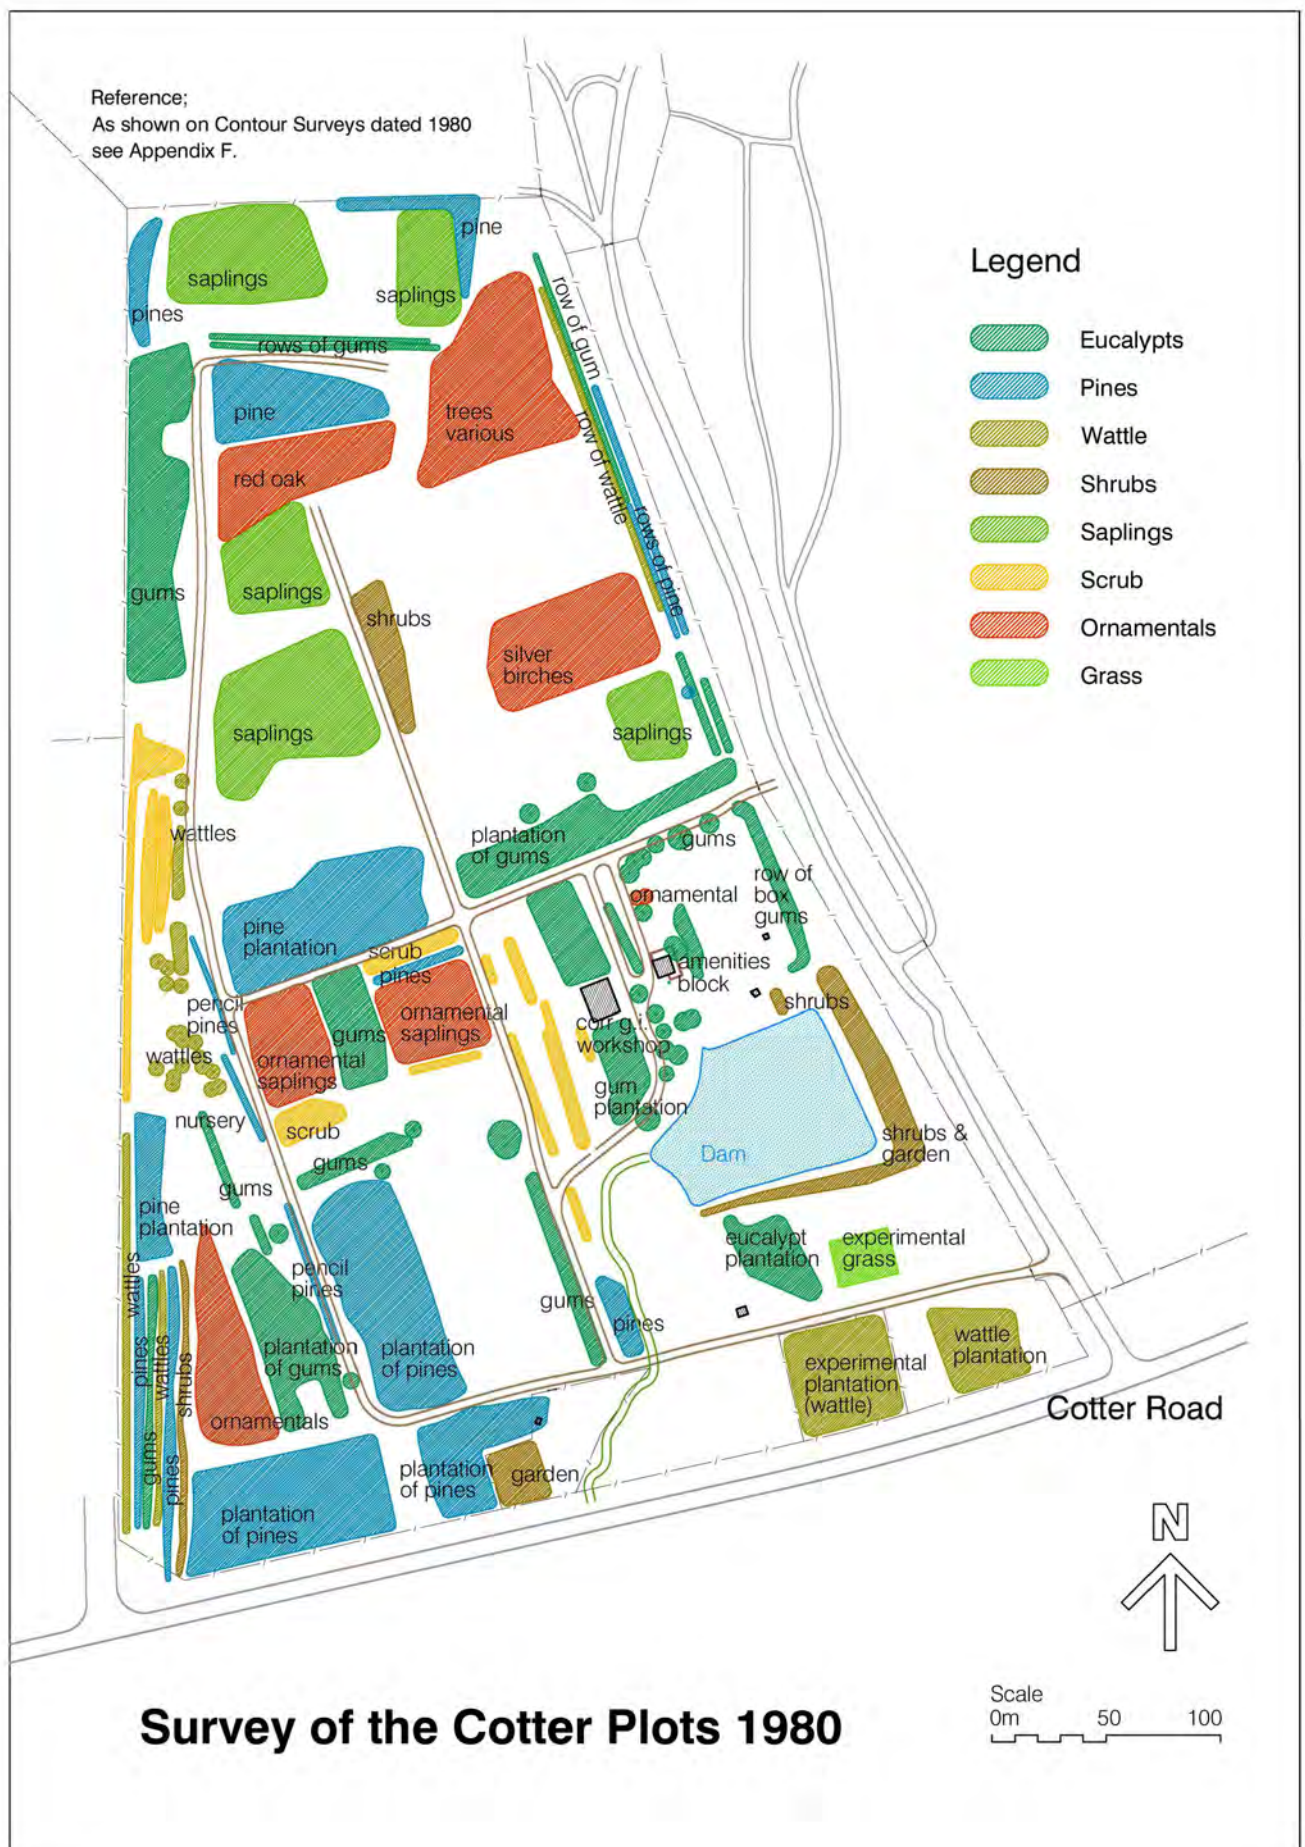 Reference;
As shown on Contour Surveys dated 1980
see Appendix F.
pine
saplings
saplings
pines
rows of gums
row of gum
pine
trees
various
row of wattle
red oak
rows of pine
gums
saplings
shrubs
silver
birches
saplings
saplings
wattles
plantation
of gums
gums
row of
box
gums
ornamental
pine
plantation
scrub
pines
amenities
block
pencil
pines
shrubs
ornamental
saplings
gums
corr g.i.
workshop
wattles
ornamental
saplings
gum
plantation
nursery
scrub
shrubs &
garden
Dam
gums
gums
pine
plantation
eucalypt
plantation
experimental
grass
wattles
pencil
pines
gums
pines
pines
wattles
shrubs
plantation
of gums
plantation
of pines
wattle
plantation
experimental
plantation
(wattle)
ornamentals
Cotter Road
gums
pines
plantation
of pines
garden
plantation
of pines
Legend
Eucalypts
Pines
Wattle
Shrubs
Saplings
Scrub
Ornamentals
Grass
N
Scale
0m 50 100
Survey of the Cotter Plots 1980